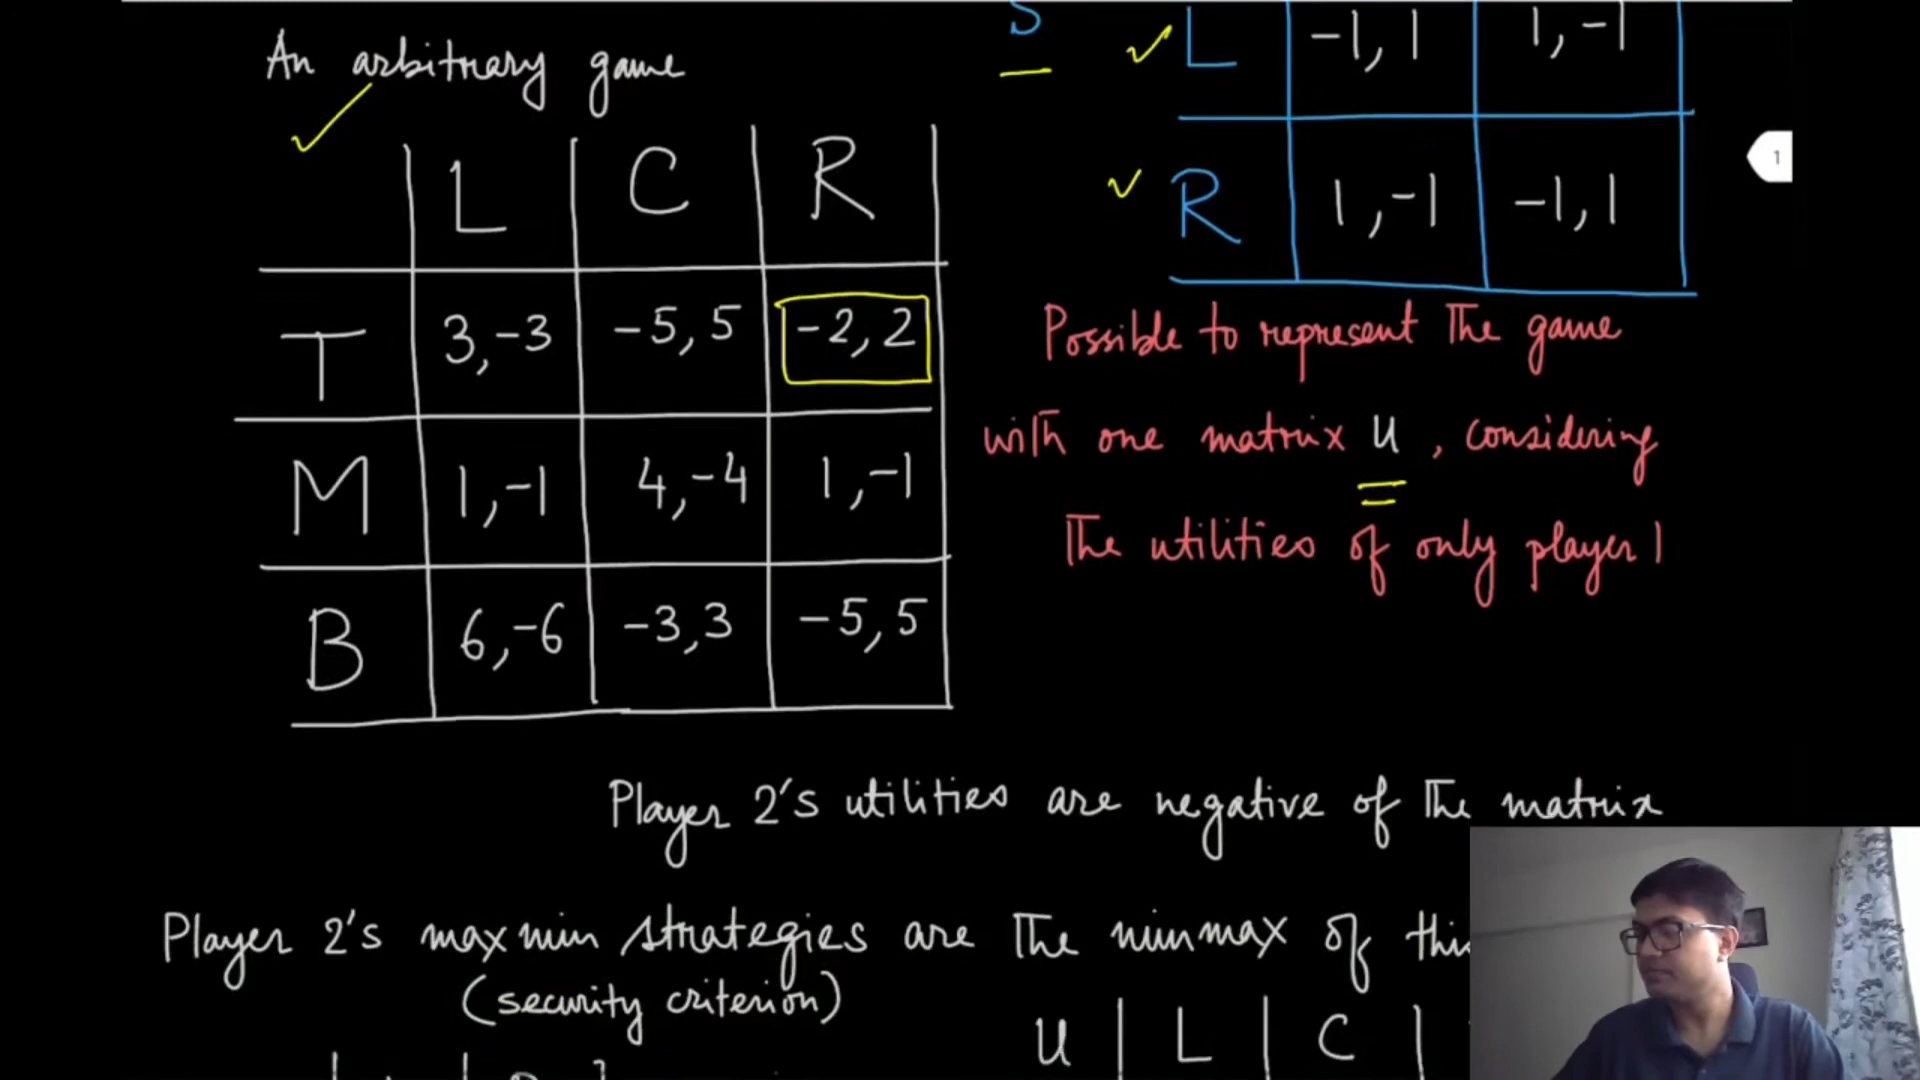 An arbitrary game
L C R
T 3,-3 -5,5 -2,2
M 1,-1 4,-4 1,-1
B 6,-6 -3,3 -5,5
L -1,1 1,-1
R 1,-1 -1,1
1
Possible to represent the game
with one matrix u, considering
the utilities of only player 1
Player 2's utilities are negative of the matrix
Player 2's maxmin strategies are the minmax of
(security criterion)
u L C